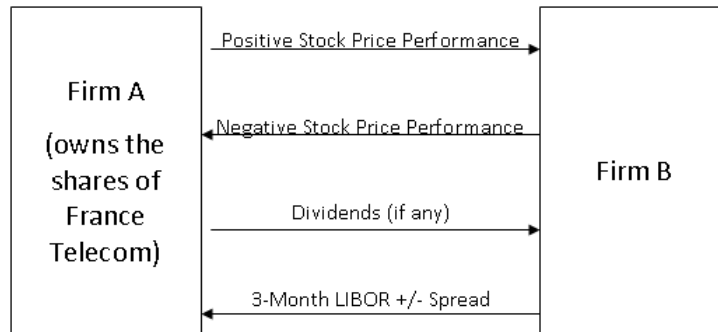 Positive Stock Price Performance
Firm A
(owns the
shares of
France
Telecom)
Negative Stock Price Performance
Dividends (if any)
3-Month LIBOR +/- Spread
Firm B